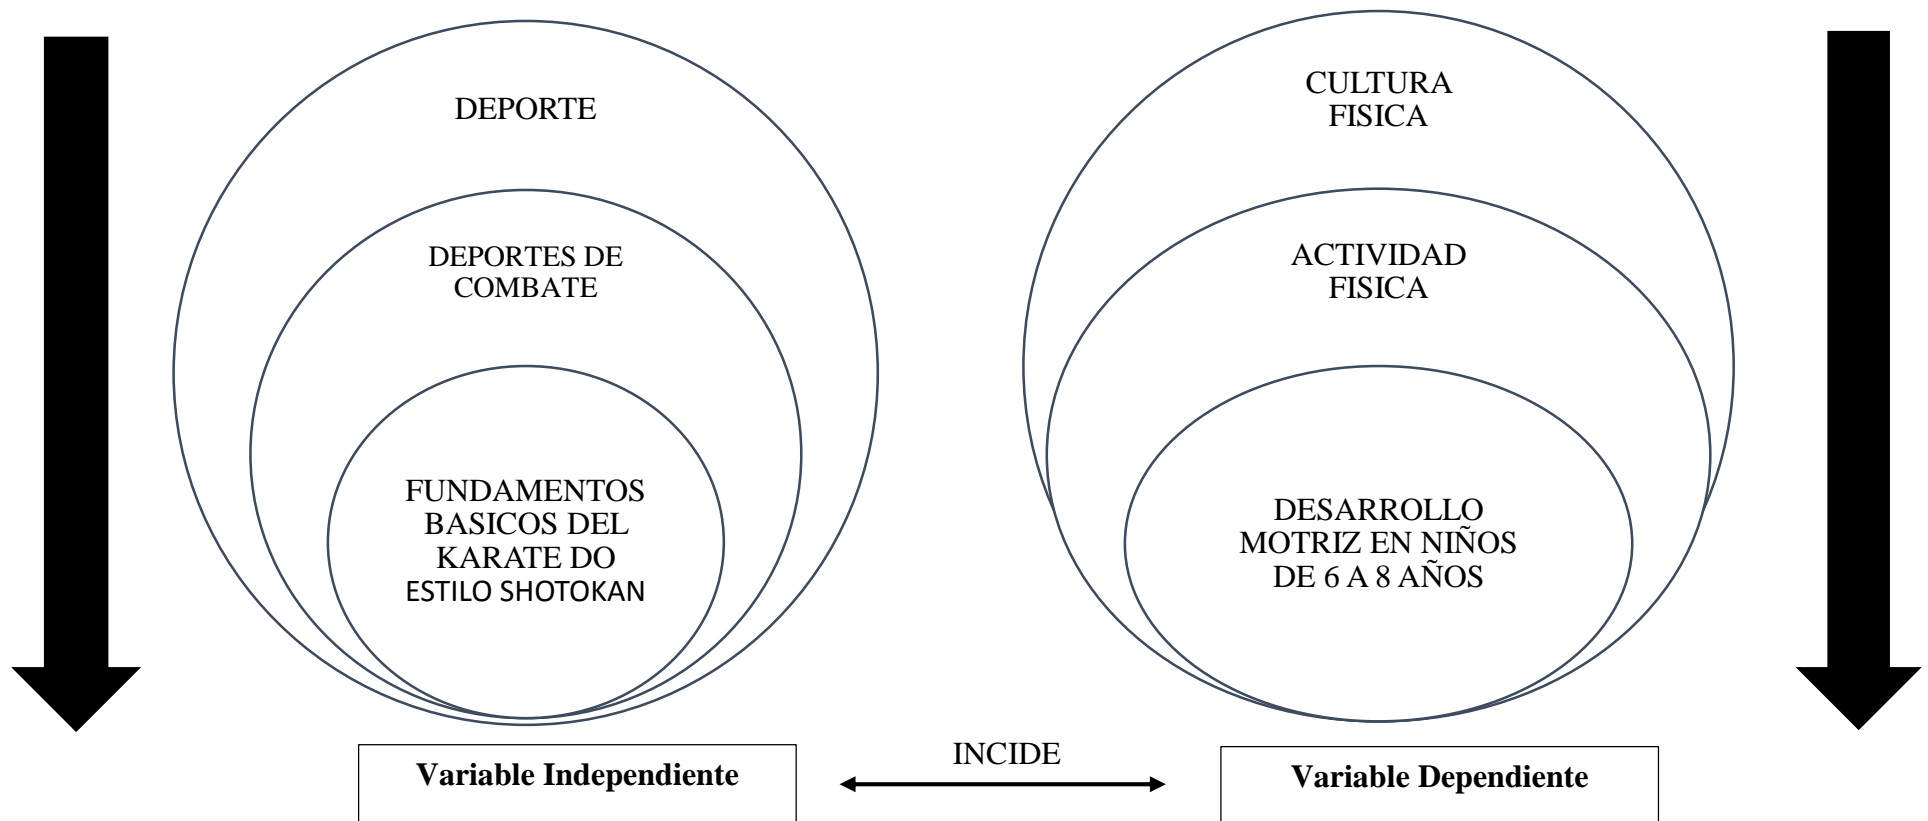 DEPORTE
DEPORTES DE
COMBATE
FUNDAMENTOS
BASICOS DEL
KARATE DO
ESTILO SHOTOKAN
CULTURA
FISICA
ACTIVIDAD
FISICA
DESARROLLO
MOTRIZ EN NIÑOS
DE 6 A 8 AÑOS
Variable Independiente
INCIDE
Variable Dependiente